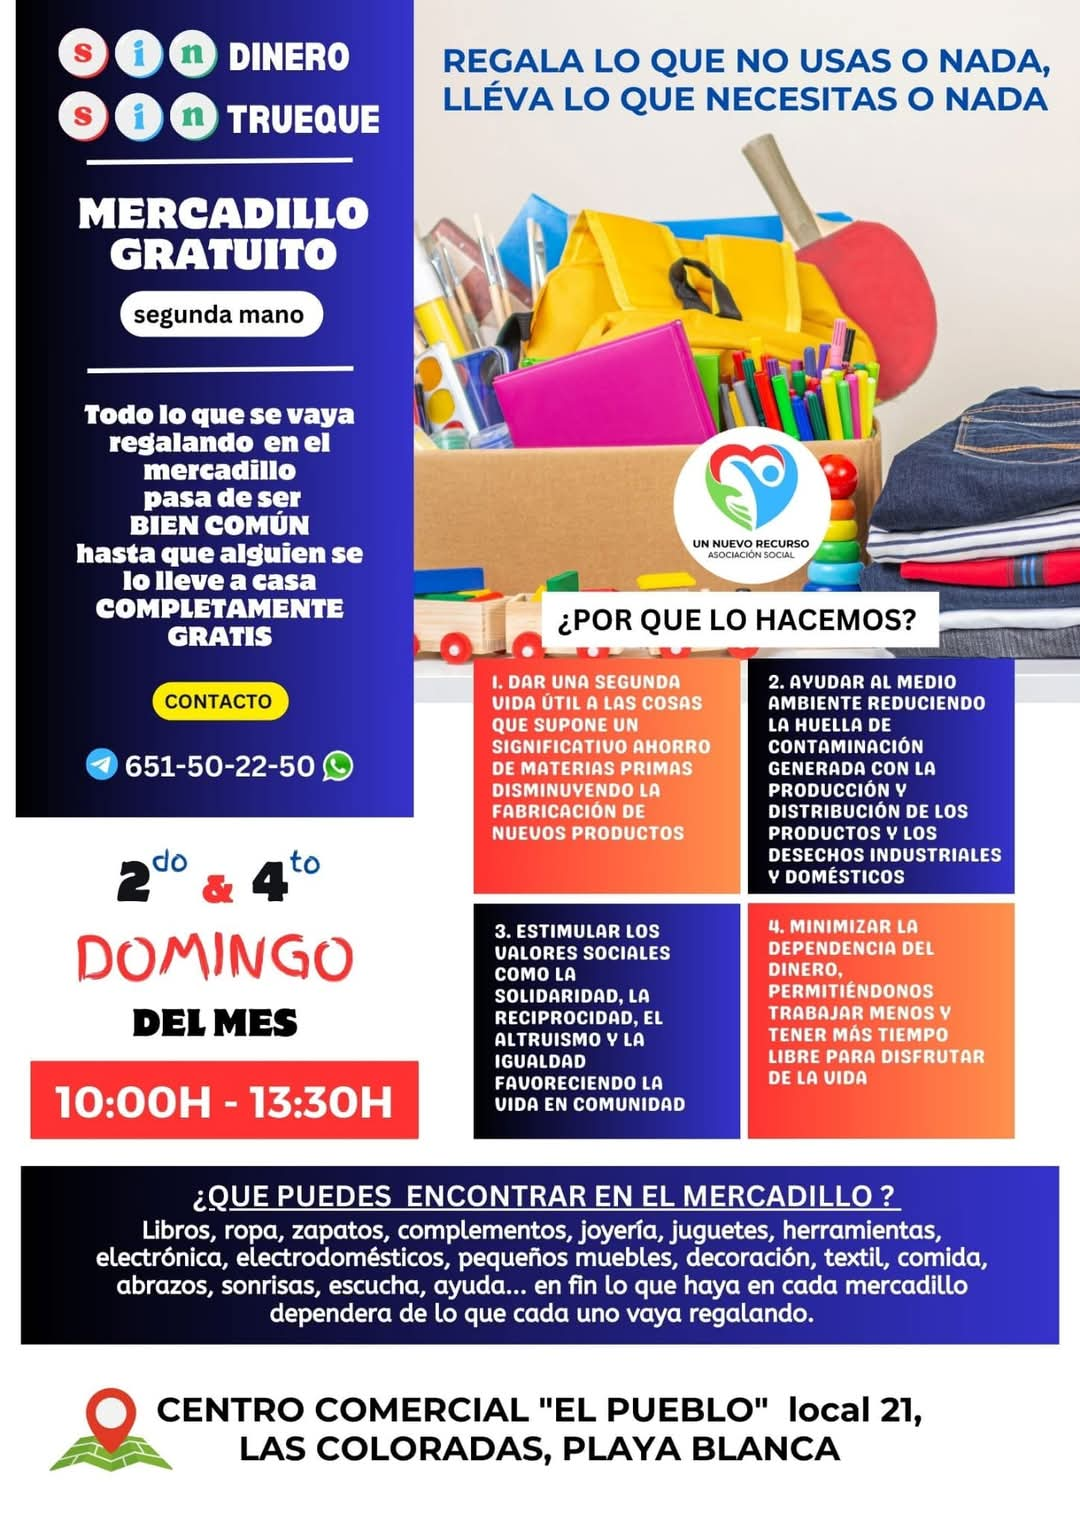 sin DINERO
sin TRUEQUE
MERCADILLO
GRATUITO
segunda mano
Todo lo que se vaya
regalando en el
mercadillo
pasa de ser
BIEN COMÚN
hasta que alguien se
lo lleve a casa
COMPLETAMENTE
GRATIS
CONTACTO
651-50-22-50
2do & 4to
DOMINGO
DEL MES
10:00H - 13:30H
REGALA LO QUE NO USAS O NADA,
LLÉVA LO QUE NECESITAS O NADA
UN NUEVO RECURSO
ASOCIACIÓN SOCIAL
¿POR QUE LO HACEMOS?
1. DAR UNA SEGUNDA
VIDA ÚTIL A LAS COSAS
QUE SUPONE UN
SIGNIFICATIVO AHORRO
DE MATERIAS PRIMAS
DISMINUYENDO LA
FABRICACIÓN DE
NUEVOS PRODUCTOS
2. AYUDAR AL MEDIO
AMBIENTE REDUCIENDO
LA HUELLA DE
CONTAMINACIÓN
GENERADA CON LA
PRODUCCIÓN Y
DISTRIBUCIÓN DE LOS
PRODUCTOS Y LOS
DESECHOS INDUSTRIALES
Y DOMÉSTICOS
3. ESTIMULAR LOS
VALORES SOCIALES
COMO LA
SOLIDARIDAD, LA
RECIPROCIDAD, EL
ALTRUISMO Y LA
IGUALDAD
FAVORECIENDO LA
VIDA EN COMUNIDAD
4. MINIMIZAR LA
DEPENDENCIA DEL
DINERO,
PERMITIÉNDONOS
TRABAJAR MENOS Y
TENER MÁS TIEMPO
LIBRE PARA DISFRUTAR
DE LA VIDA
¿QUE PUEDES ENCONTRAR EN EL MERCADILLO ?
Libros, ropa, zapatos, complementos, joyería, juguetes, herramientas,
electrónica, electrodomésticos, pequeños muebles, decoración, textil, comida,
abrazos, sonrisas, escucha, ayuda... en fin lo que haya en cada mercadillo
dependera de lo que cada uno vaya regalando.
CENTRO COMERCIAL "EL PUEBLO" local 21,
LAS COLORADAS, PLAYA BLANCA